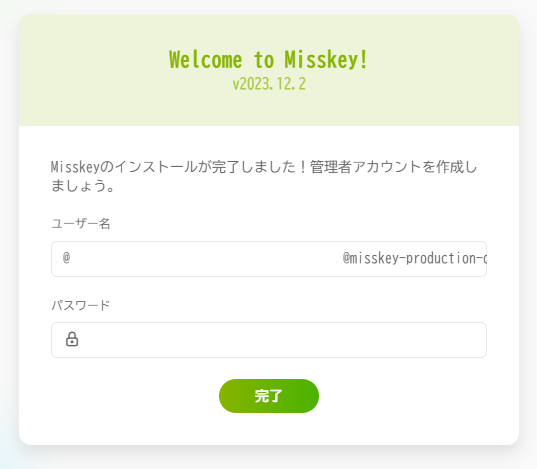 Welcome to Misskey!
v2023.12.2
Misskeyのインストールが完了しました！管理者アカウントを作成し
ましょう。
ユーザー名
@ @misskey-production-
パスワード
完了